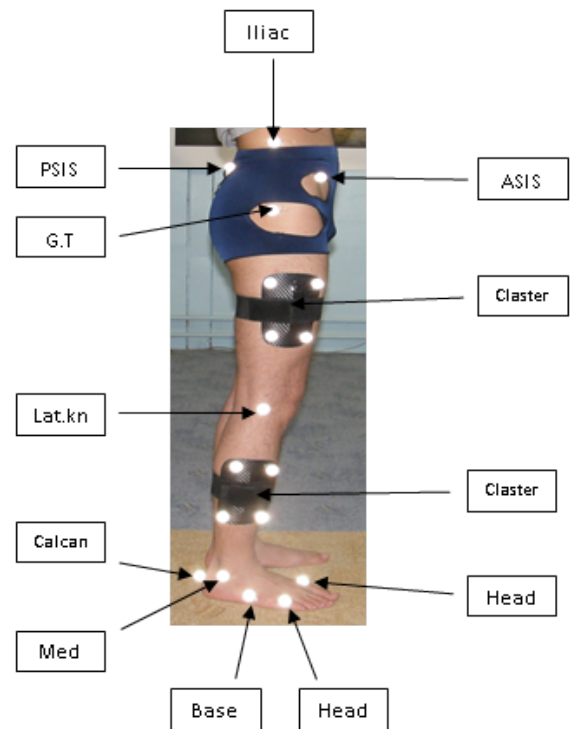 Iliac
PSIS
ASIS
G.T
Claster
Lat.kn
Claster
Calcan
Head
Med
Base
Head